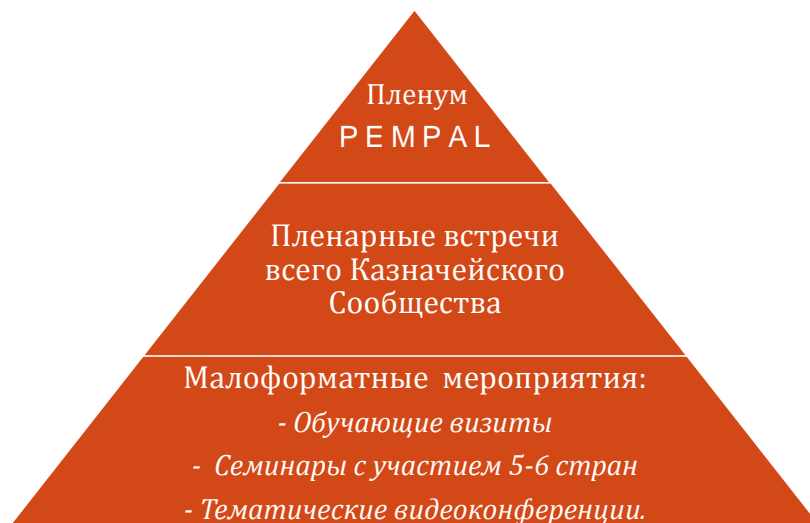 Пленум
PEMPAL
Пленарные встречи
всего Казначейского
Сообщества
Малоформатные мероприятия:
- Обучающие визиты
- Семинары с участием 5-6 стран
- Тематические видеоконференции.